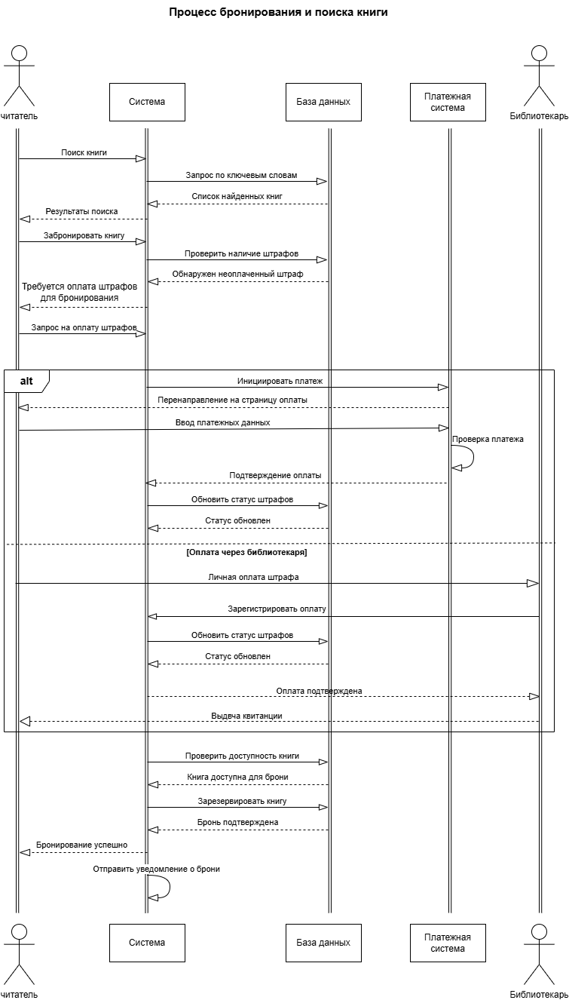 Процесс бронирования и поиска книги
читатель
Система
База данных
Платежная
система
Библиотекарь
Поиск книги
Запрос по ключевым словам
Список найденных книг
Результаты поиска
Забронировать книгу
Проверить наличие штрафов
Обнаружен неоплаченный штраф
Требуется оплата штрафов
для бронирования
Запрос на оплату штрафов
alt
Инициировать платеж
Перенаправление на страницу оплаты
Ввод платежных данных
Проверка платежа
Подтверждение оплаты
Обновить статус штрафов
Статус обновлен
[Оплата через библиотекаря]
Личная оплата штрафа
Зарегистрировать оплату
Обновить статус штрафов
Статус обновлен
Оплата подтверждена
Выдвча квитанции
Проверить доступность книги
Книга доступна для брони
Зарезервировать книгу
Бронь подтверждена
Бронирование успешно
Отправить уведомление о брони
Система
База данных
Платежная
система
читатель
Библиотекарь